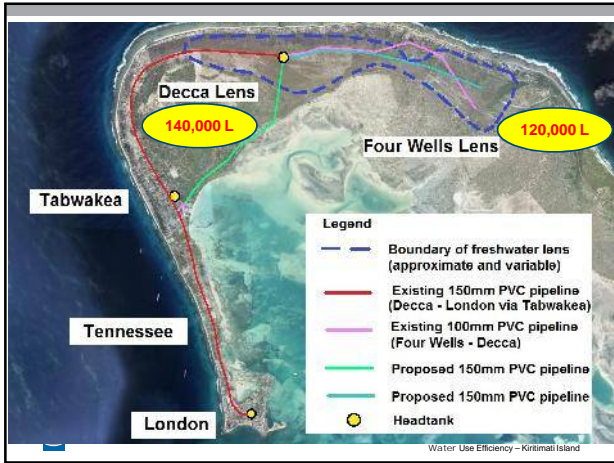 Decca Lens
140,000 L
Four Wells Lens
120,000 L
Tabwakea
Tennessee
London
Legend
Boundary of freshwater lens
(approximate and variable)
Existing 150mm PVC pipeline
(Decca - London via Tabwakea)
Existing 100mm PVC pipeline
(Four Wells - Decca)
Proposed 150mm PVC pipeline
Proposed 150mm PVC pipeline
Headtank
Water Use Efficiency – Kiritimati Island